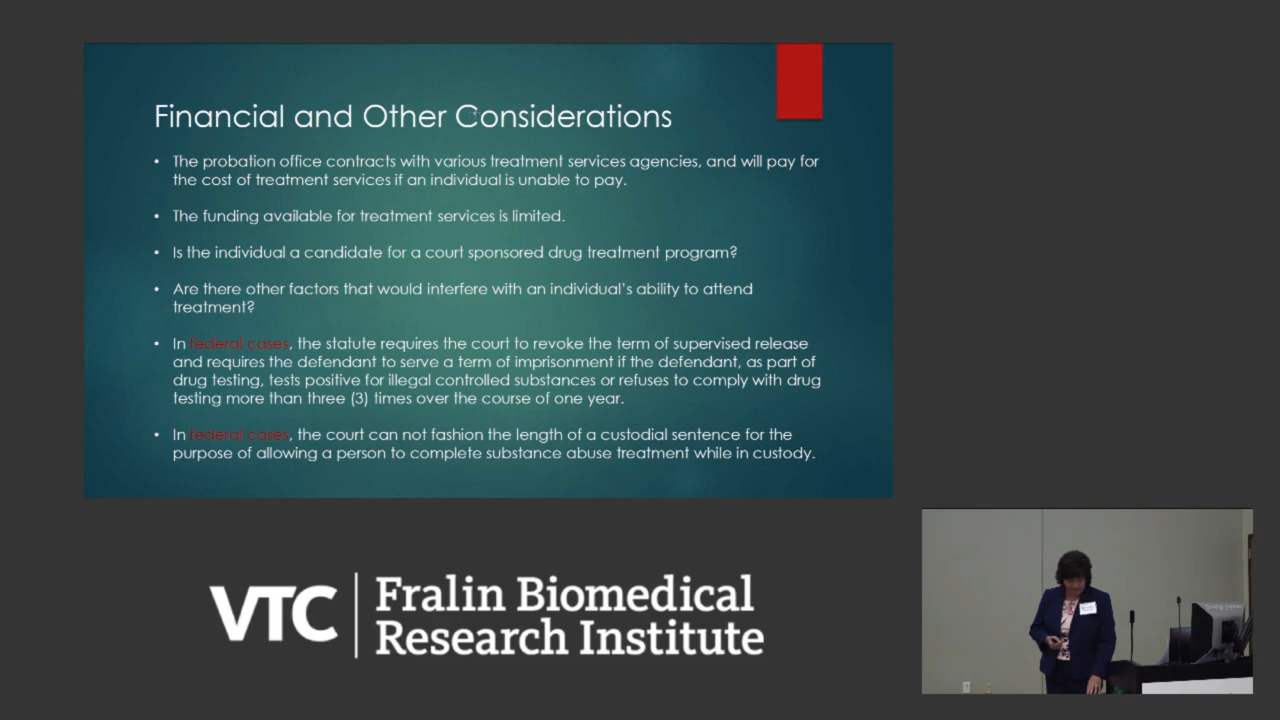 Financial and Other Considerations
• The probation office contracts with various treatment services agencies, and will pay for
the cost of treatment services if an individual is unable to pay.
• The funding available for treatment services is limited.
• Is the individual a candidate for a court sponsored drug treatment program?
• Are there other factors that would interfere with an individual's ability to attend
treatment?
• In federal cases, the statute requires the court to revoke the term of supervised release
and requires the defendant to serve a term of imprisonment if the defendant, as part of
drug testing, tests positive for illegal controlled substances or refuses to comply with drug
testing more than three (3) times over the course of one year.
• In federal cases, the court can not fashion the length of a custodial sentence for the
purpose of allowing a person to complete substance abuse treatment while in custody.
VTC
Fralin Biomedical
Research Institute